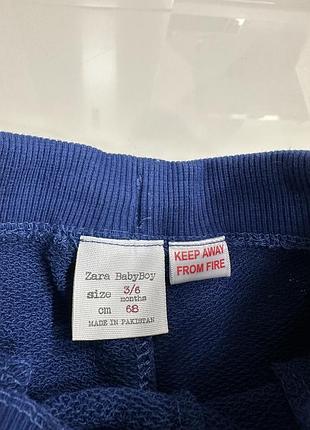 Zara BabyBoy
size 3/6
months
cm 68
MADE IN PAKISTAN
KEEP AWAY
FROM FIRE